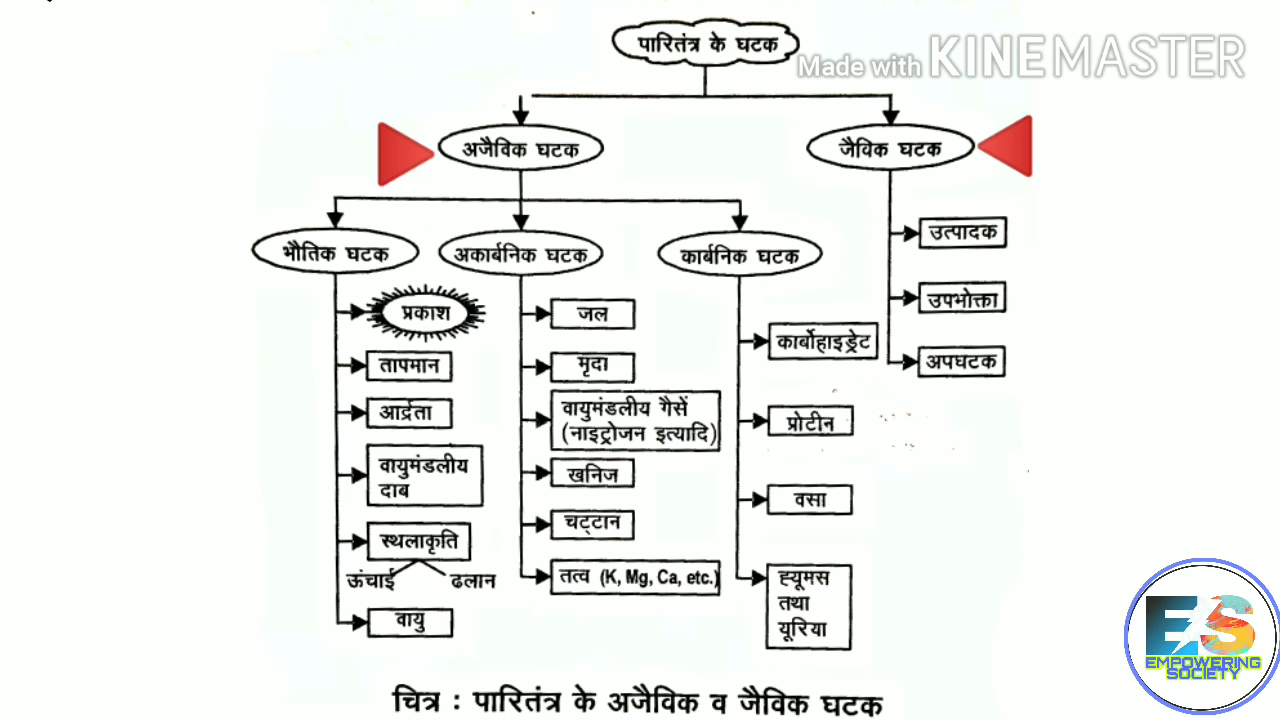 पारितंत्र के घटक
Made with KINEMASTER
अजैविक घटक
जैविक घटक
भौतिक घटक
अकार्बनिक घटक
कार्बनिक घटक
प्रकाश
तापमान
आर्द्रता
वायुमंडलीय
दाब
स्थलाकृति
ऊंचाई
ढलान
वायु
जल
मृदा
वायुमंडलीय गैसें
(नाइट्रोजन इत्यादि)
खनिज
चट्टान
तत्व (K, Mg, Ca, etc.)
कार्बोहाइड्रेट
प्रोटीन
वसा
ह्यूमस
तथा
यूरिया
उत्पादक
उपभोक्ता
अपघटक
ES
EMPOWERING
SOCIETY
चित्र : पारितंत्र के अजैविक व जैविक घटक